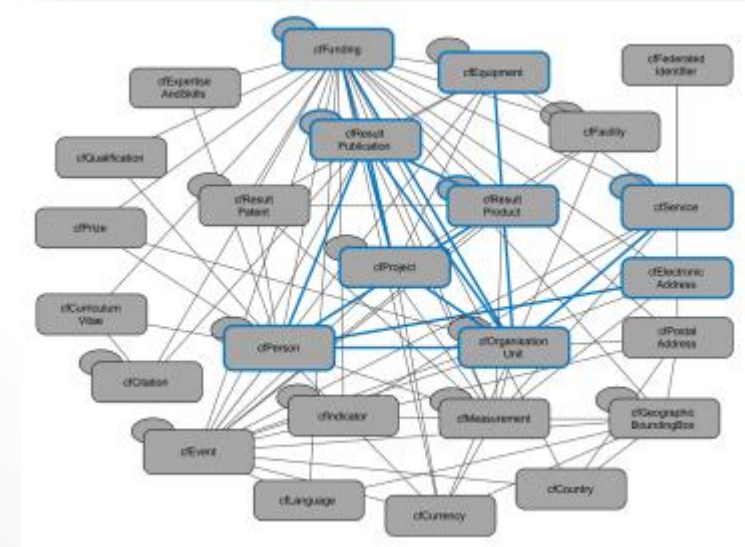 cfFunding
cfEquipment
cfFederated
Identifier
cfExpertise
AndSkills
cfResult
Publication
cfFacility
cfQualification
cfResult
Patent
cfResult
Product
cfService
cfPrize
cfProject
cfElectronic
Address
cfCurriculum
Vitae
cfPerson
cfOrganisation
Unit
cfPostal
Address
cfCitation
cfIndicator
cfMeasurement
cfGeographic
BoundingBox
cfEvent
cfLanguage
cfCurrency
cfCountry